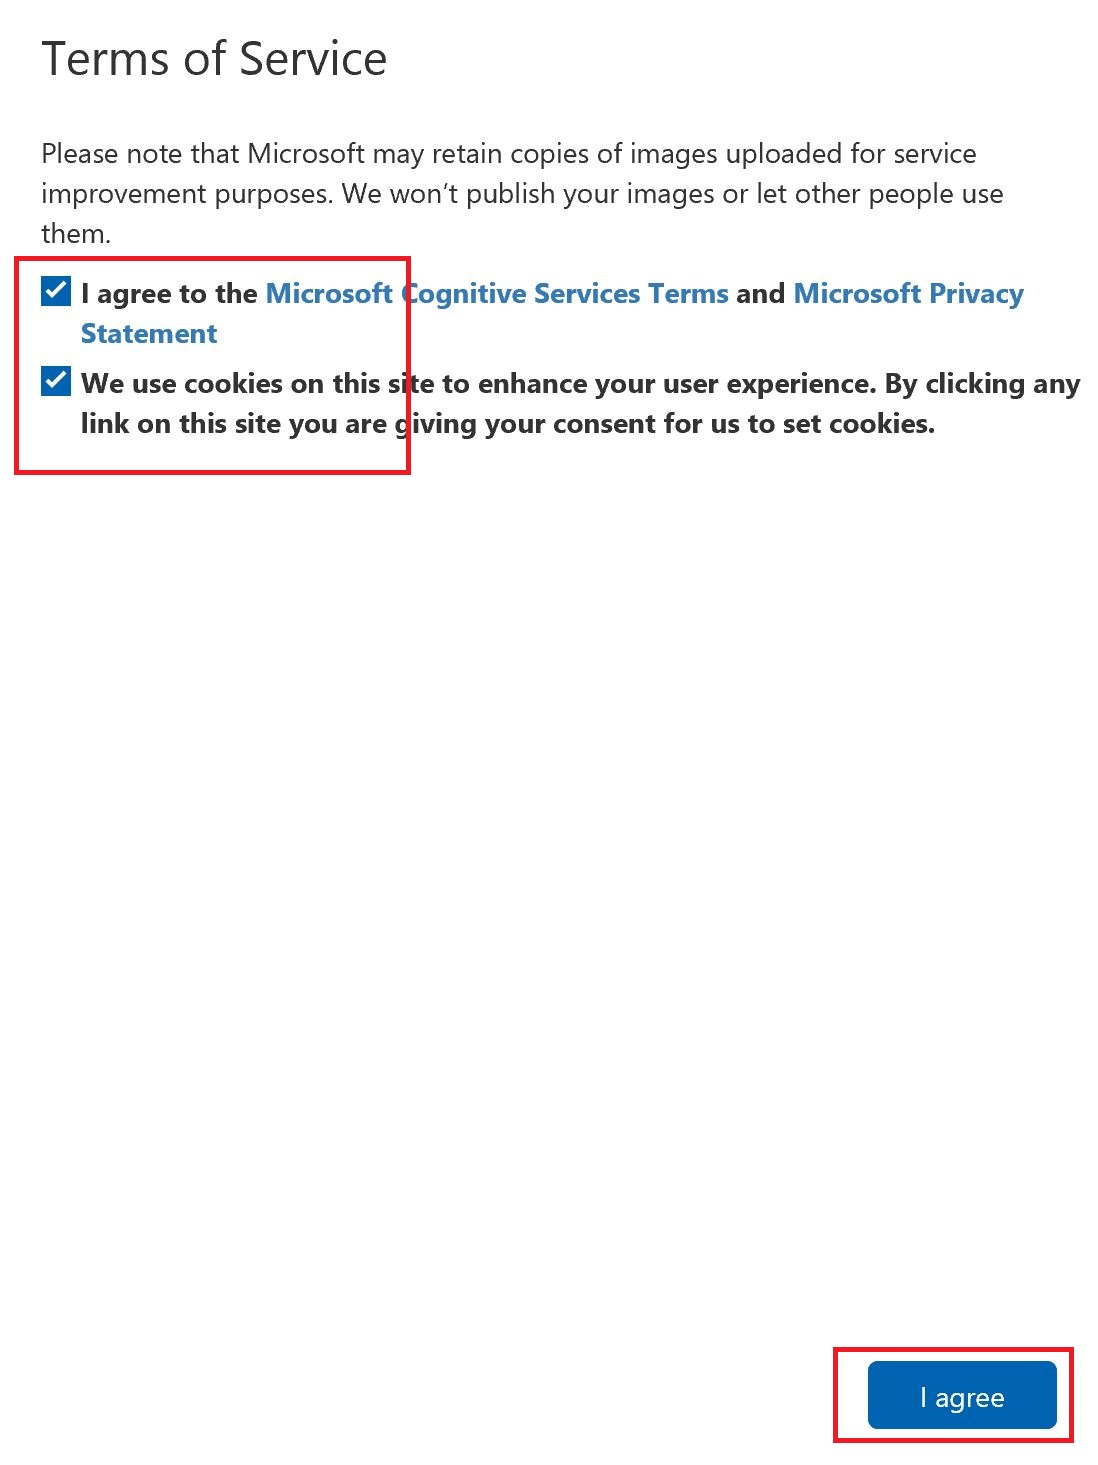 Terms of Service
Please note that Microsoft may retain copies of images uploaded for service
improvement purposes. We won’t publish your images or let other people use
them.
I agree to the Microsoft Cognitive Services Terms and Microsoft Privacy
Statement
We use cookies on this site to enhance your user experience. By clicking any
link on this site you are giving your consent for us to set cookies.
I agree